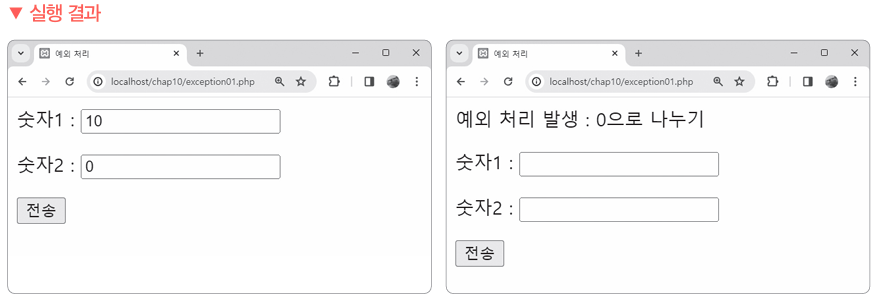 ▼ 실행 결과
예외 처리
localhost/chap10/exception01.php
숫자1 : 10
숫자2 : 0
전송
예외 처리
localhost/chap10/exception01.php
예외 처리 발생 : 0으로 나누기
숫자1 :
숫자2 :
전송